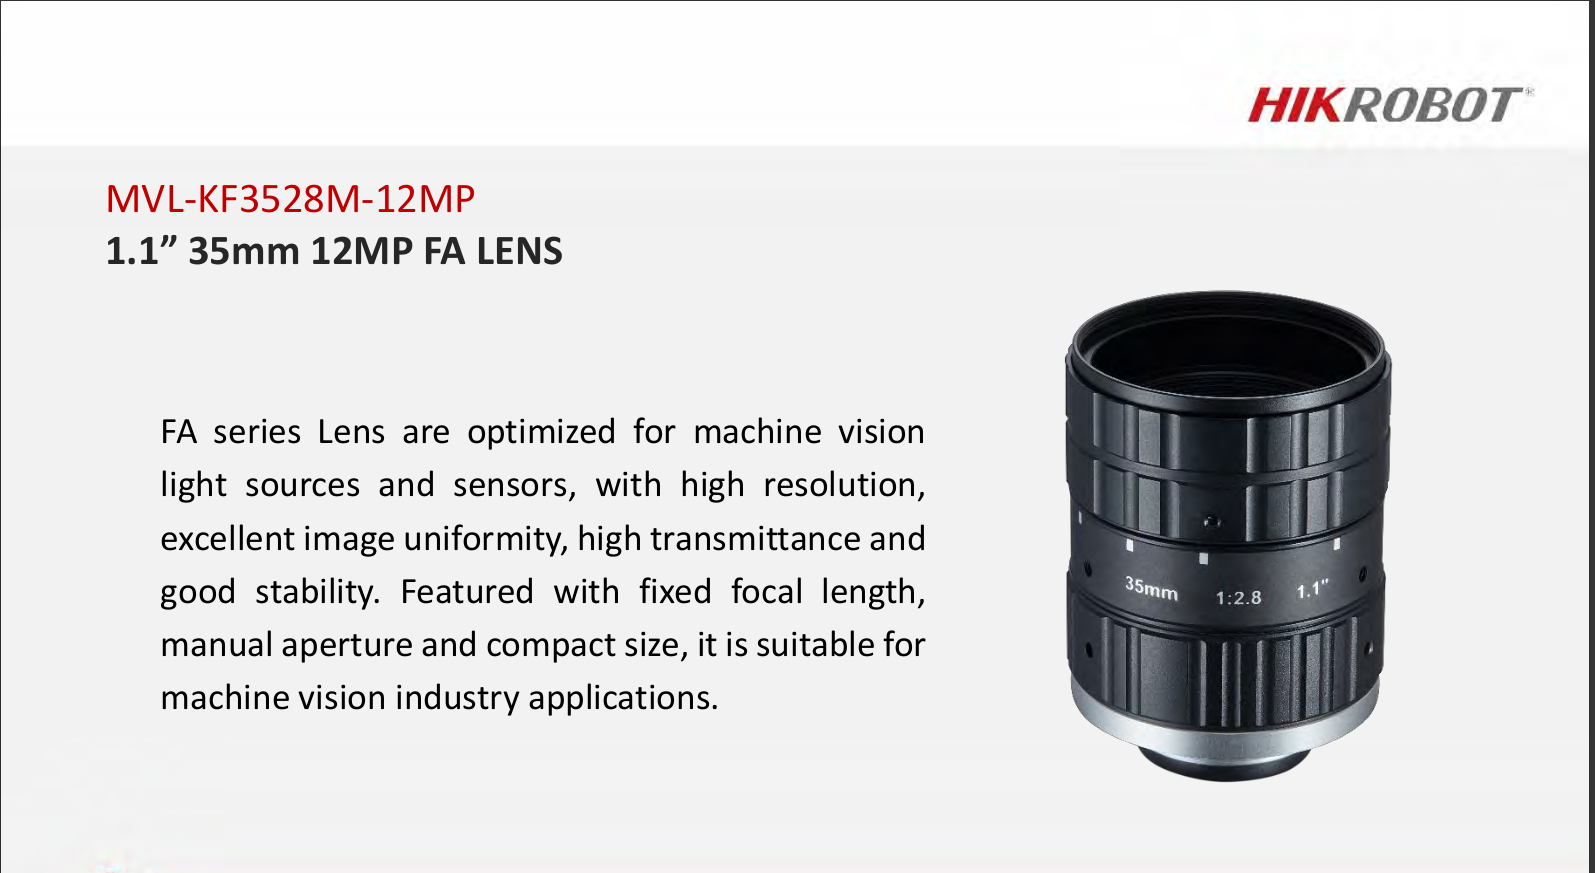 HIKROBOT®
MVL-KF3528M-12MP
1.1” 35mm 12MP FA LENS
FA series Lens are optimized for machine vision
light sources and sensors, with high resolution,
excellent image uniformity, high transmittance and
good stability. Featured with fixed focal length,
manual aperture and compact size, it is suitable for
machine vision industry applications.
35mm 1:2.8 1.1"